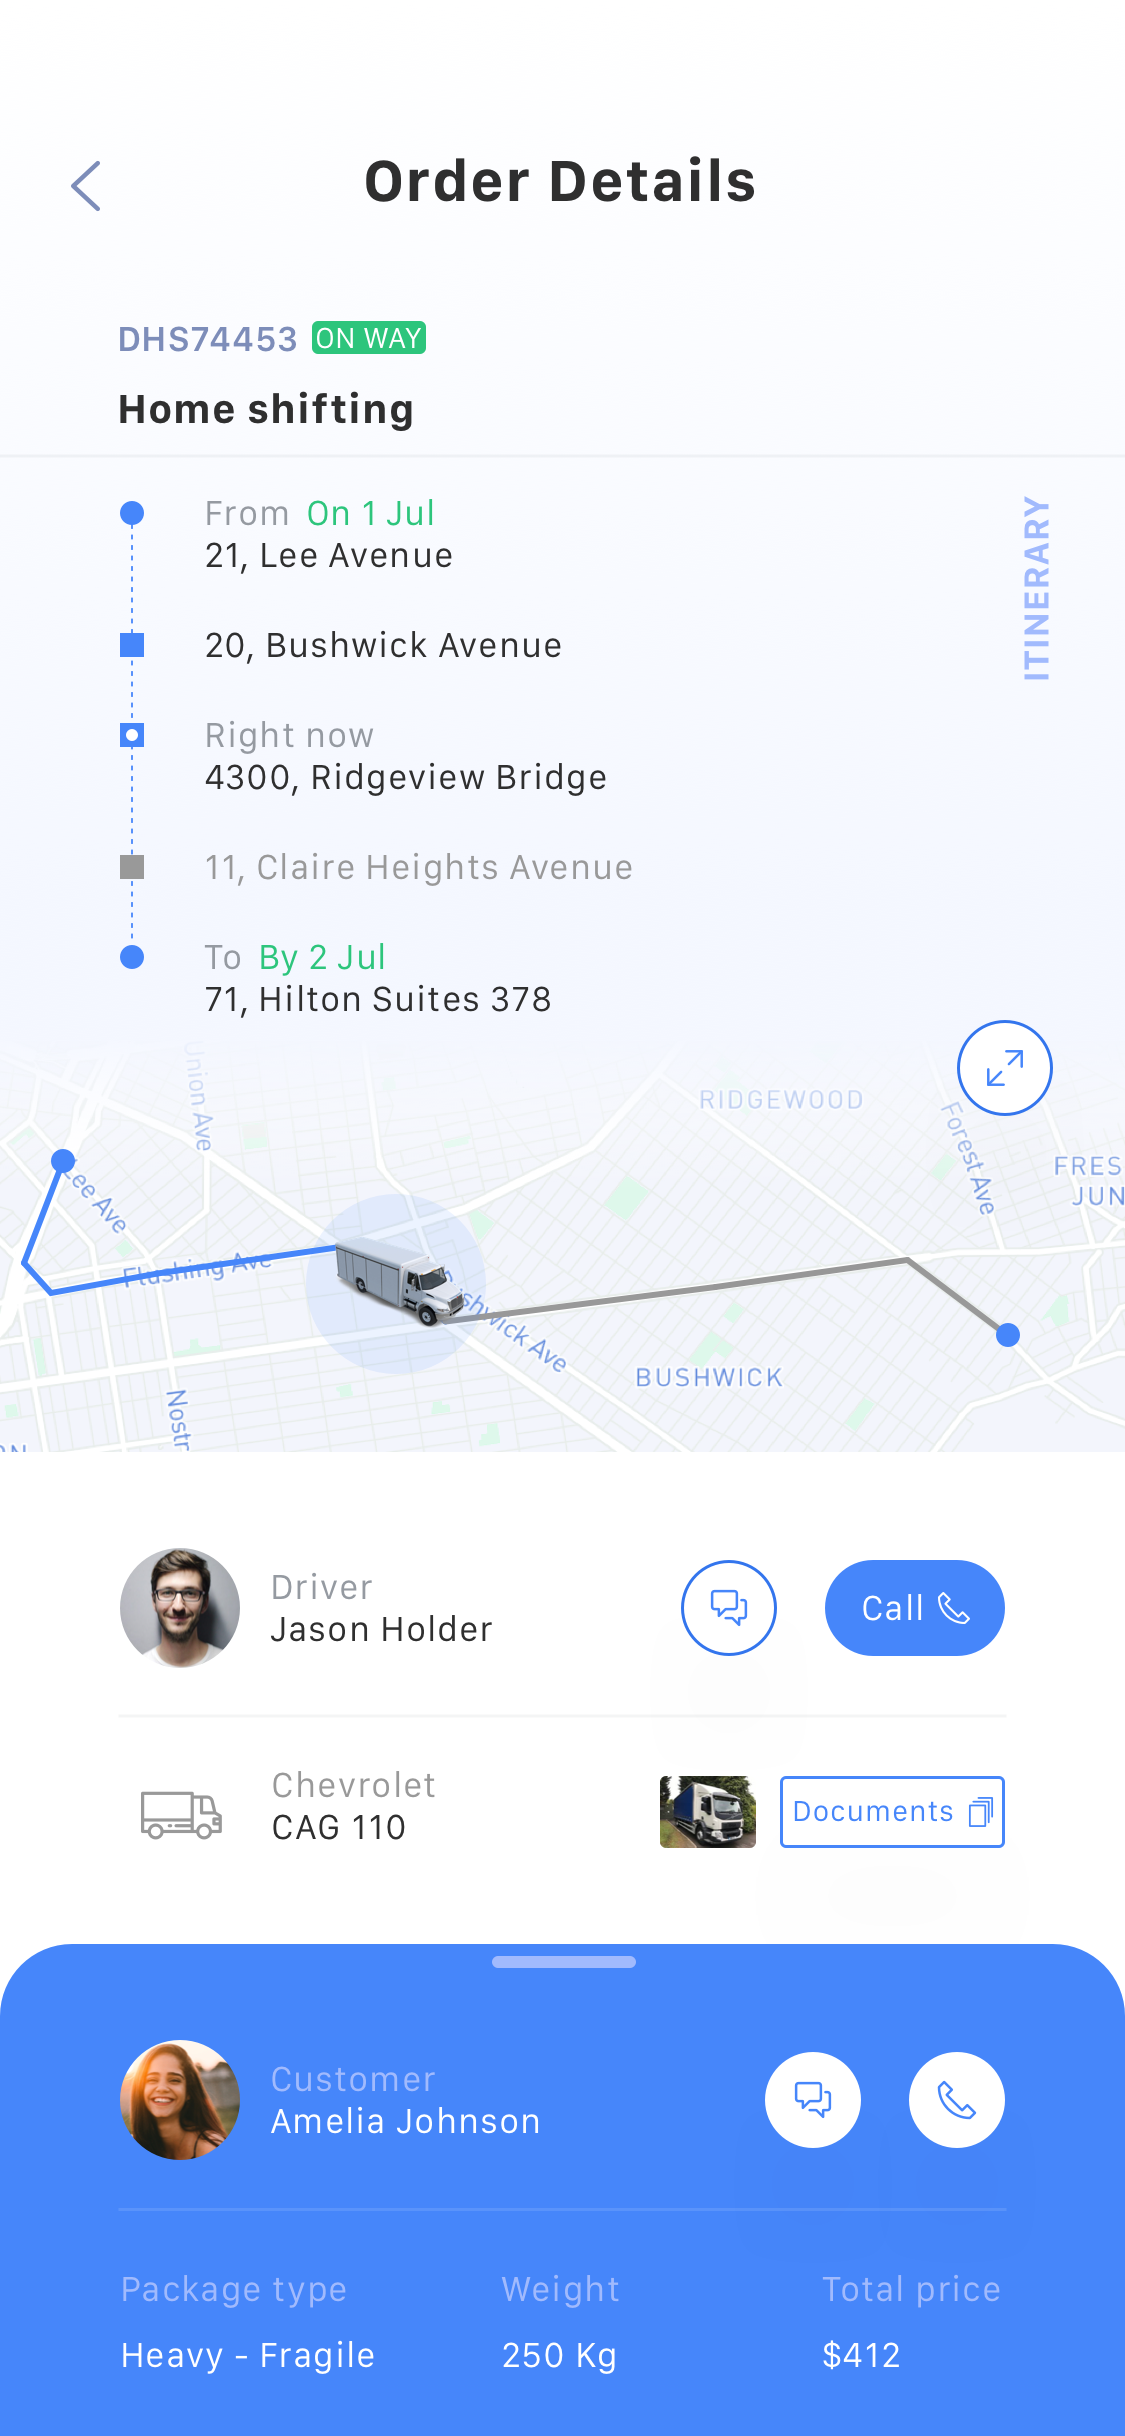 Order Details
DHS74453 ON WAY
Home shifting
ITINERARY
From On 1 Jul
21, Lee Avenue
20, Bushwick Avenue
Right now
4300, Ridgeview Bridge
11, Claire Heights Avenue
To By 2 Jul
71, Hilton Suites 378
Union Ave
RIDGEWOOD
Forest Ave
FRES
JUN
Lee Ave
Flushing Ave
shwick Ave
BUSHWICK
Nostr
ON
Driver
Jason Holder
Call
Chevrolet
CAG 110
Documents
Customer
Amelia Johnson
Package type Weight Total price
Heavy - Fragile 250 Kg $412